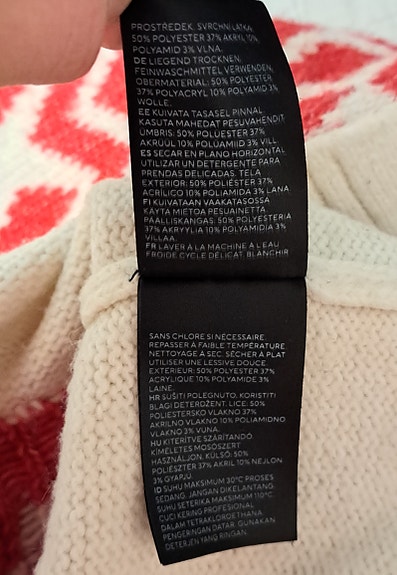 PROSTŘEDEK, SVRCHNÍ LÁTKA
50% POLYESTER 37% AKRYL 10%
POLYAMID 3% VLNA.
DE LIEGEND TROCKNEN,
FEINWASCHMITTEL VERWENDEN,
OBERMATERIAL: 50% POLYESTER
37% POLYACRYL 10% POLYAMID 3%
WOLLE.
EE KUIVATADA TASASEL PINNAL
KASUTA MAHEDAT PESUVAHENDIT
UMBRIS: 50% POLÜESTER 37%
AKRÜÜL 10% POLÜAMIID 3% VILL
ES SECAR EN PLANO HORIZONTAL
UTILIZAR UN DETERGENTE PARA
PRENDAS DELICADAS. TELA
EXTERIOR: 50% POLIÉSTER 37%
ACRÍLICO 10% POLIAMIDA 3% LANA
FI KUIVATAAN VAAKATASOSSA
KÄYTÄ MIETOA PESUAINETTA
PÄÄLLISKANGAS: 50% POLYESTERIA
37% AKRYYLIA 10% POLYAMIDIA 3%
VILLAA.
FR LAVER À LA MACHINE À L'EAU
FROIDE CYCLE DÉLICAT, BLANCHIR
SANS CHLORE SI NÉCESSAIRE.
REPASSER À FAIBLE TEMPÉRATURE.
NETTOYAGE À SEC. SÉCHER À PLAT
UTILISER UNE LESSIVE DOUCE
EXTÉRIEUR: 50% POLYESTER 37%
ACRYLIQUE 10% POLYAMIDE 3%
LAINE.
HR SUŠITI POLEGNUTO, KORISTITI
BLAGI DETERDŽENT. LICE: 50%
POLIESTERSKO VLAKNO 37%
AKRILNO VLAKNO 10% POLIAMIDNO
VLAKNO 3% VUNA.
HU KITERÍTVE SZÁRÍTANDÓ
KÍMÉLETES MOSÓSZERT
HASZNÁLJON, KÜLSŐ: 50%
POLIÉSZTER 37% AKRIL 10% NEJLON
3% GYAPJÚ.
ID SUHU MAKSIMUM 30°C PROSES
SEDANG. JANGAN DIKELANTANG.
SUHU SETERIKA MAKSIMUM 110°C.
CUCI KERING PROFESIONAL
DALAM TETRAKLOROETHANA.
PENGERINGAN DATAR. GUNAKAN
DETERJEN YANG RINGAN.